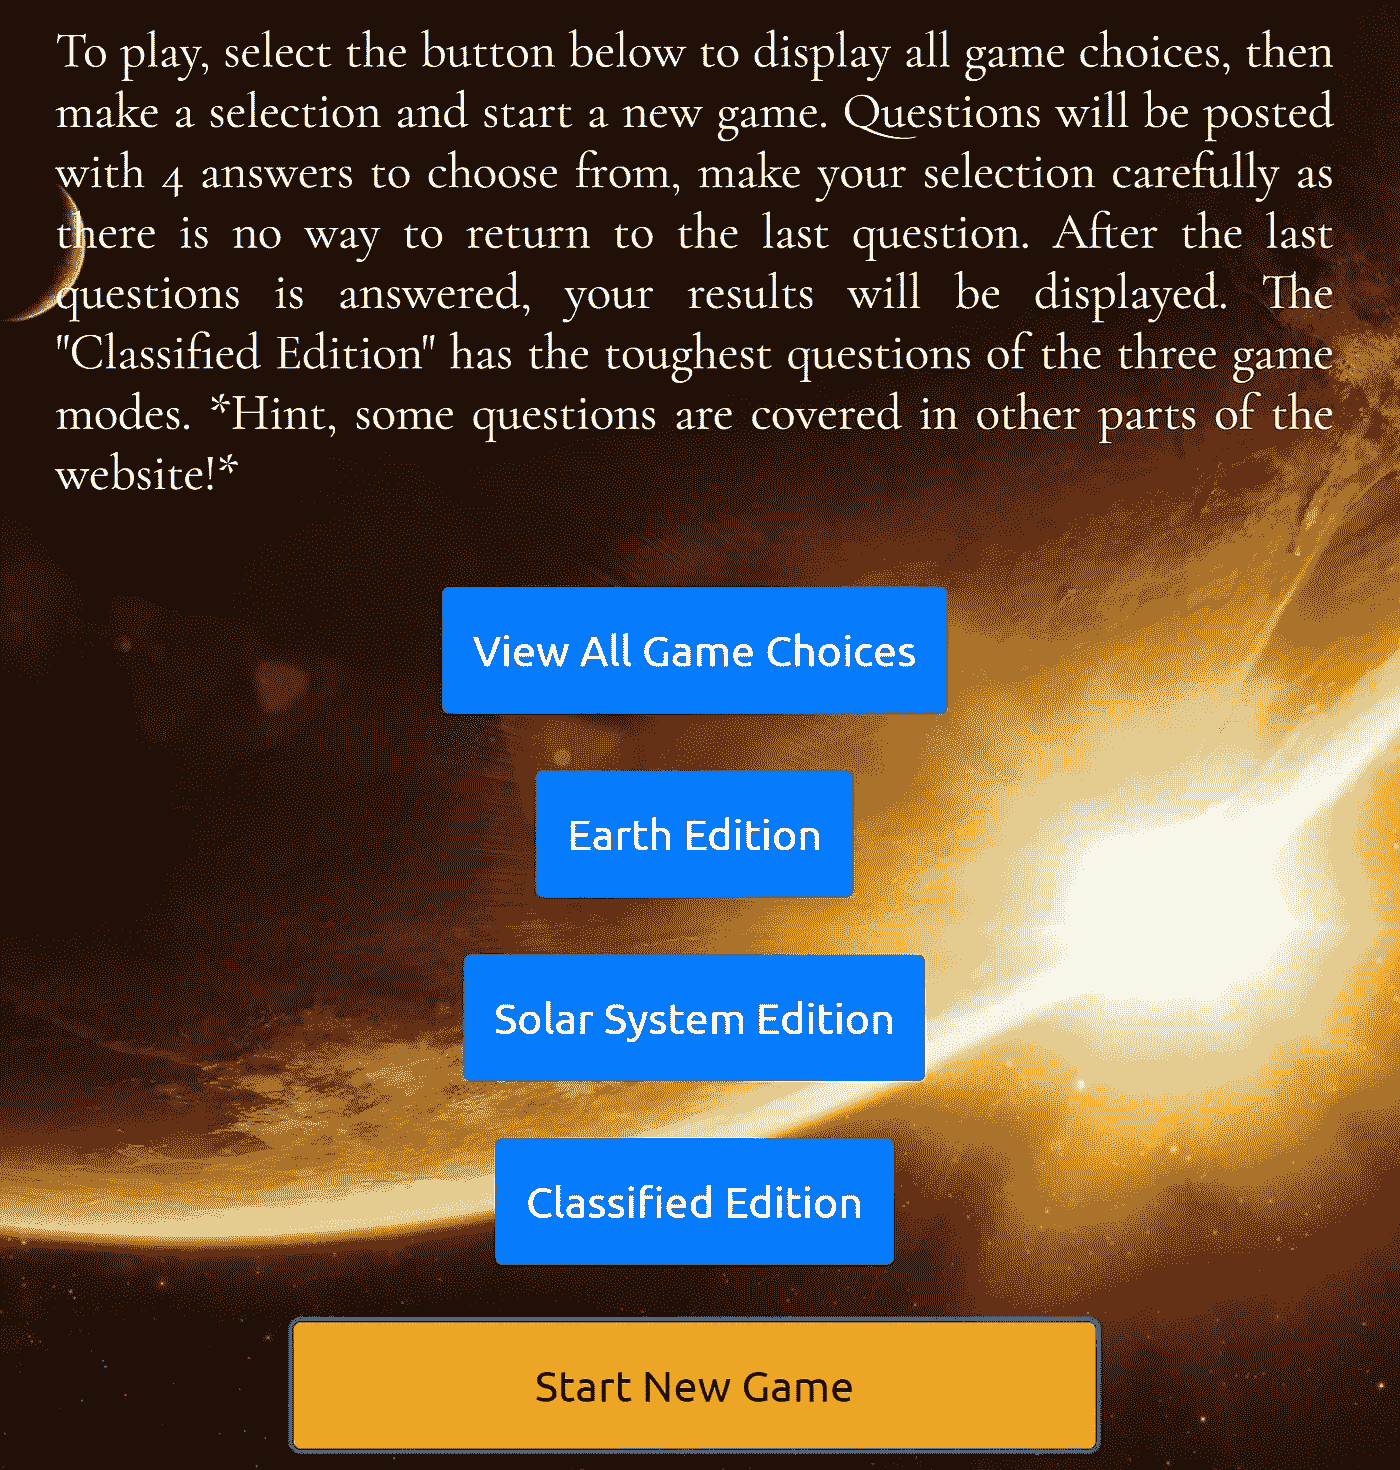 To play, select the button below to display all game choices, then
make a selection and start a new game. Questions will be posted
with 4 answers to choose from, make your selection carefully as
there is no way to return to the last question. After the last
questions is answered, your results will be displayed. The
"Classified Edition" has the toughest questions of the three game
modes. *Hint, some questions are covered in other parts of the
website!*
View All Game Choices
Earth Edition
Solar System Edition
Classified Edition
Start New Game